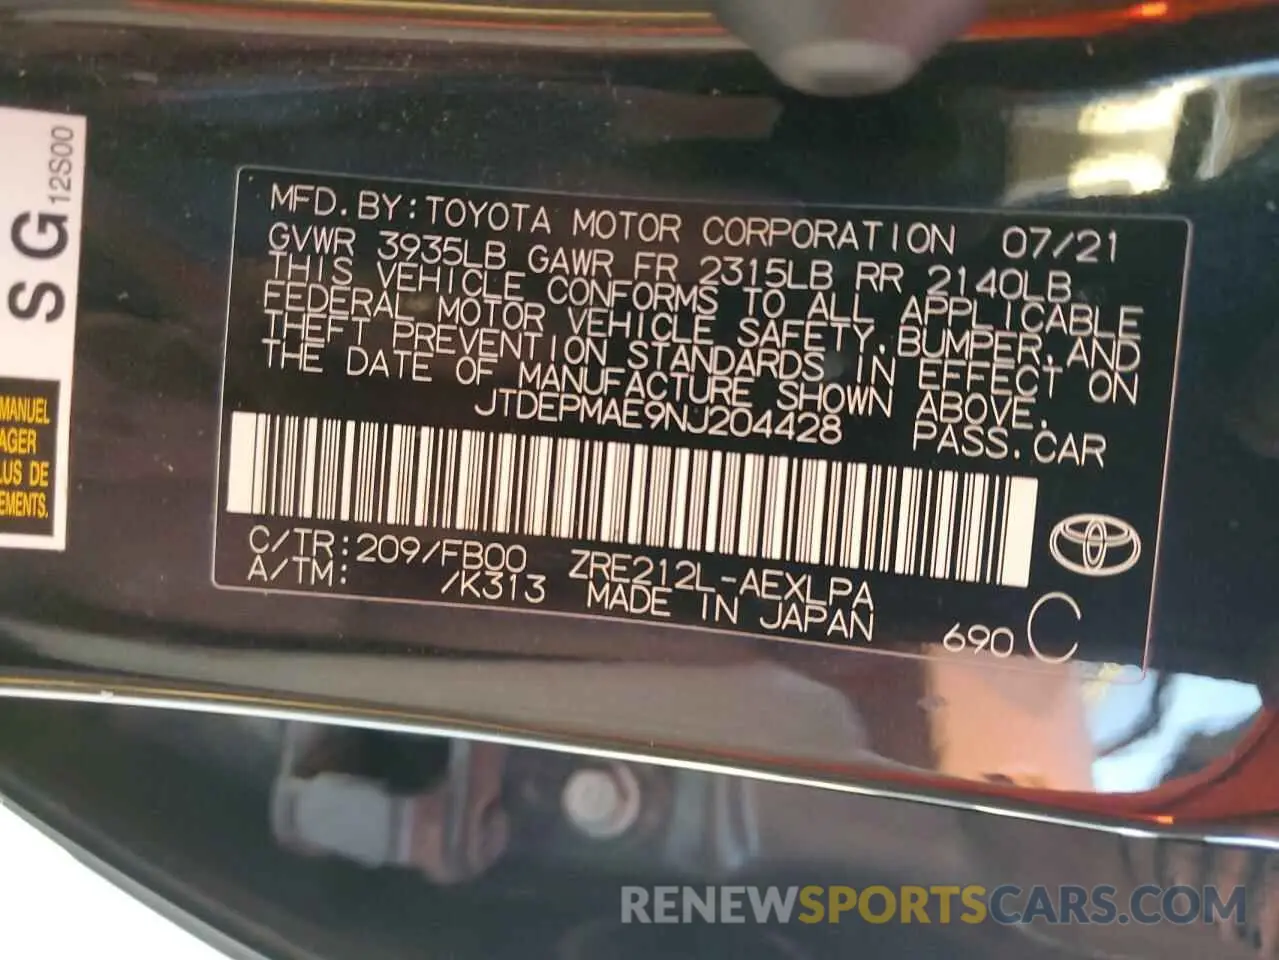 SG 12S00
MANUEL
AGER
LUS DE
EMENTS.
MFD. BY: TOYOTA MOTOR CORPORATION 07/21
GVWR 3935LB GAWR FR 2315LB RR 2140LB
THIS VEHICLE CONFORMS TO ALL APPLICABLE
FEDERAL MOTOR VEHICLE SAFETY, BUMPER, AND
THEFT PREVENTION STANDARDS IN EFFECT ON
THE DATE OF MANUFACTURE SHOWN ABOVE.
JTDEPMAE9NJ204428 PASS. CAR
C/TR: 209/FB00 ZRE212L-AEXLPA
A/TM: /K313 MADE IN JAPAN 690 C
RENEWSPORTSCARS.COM